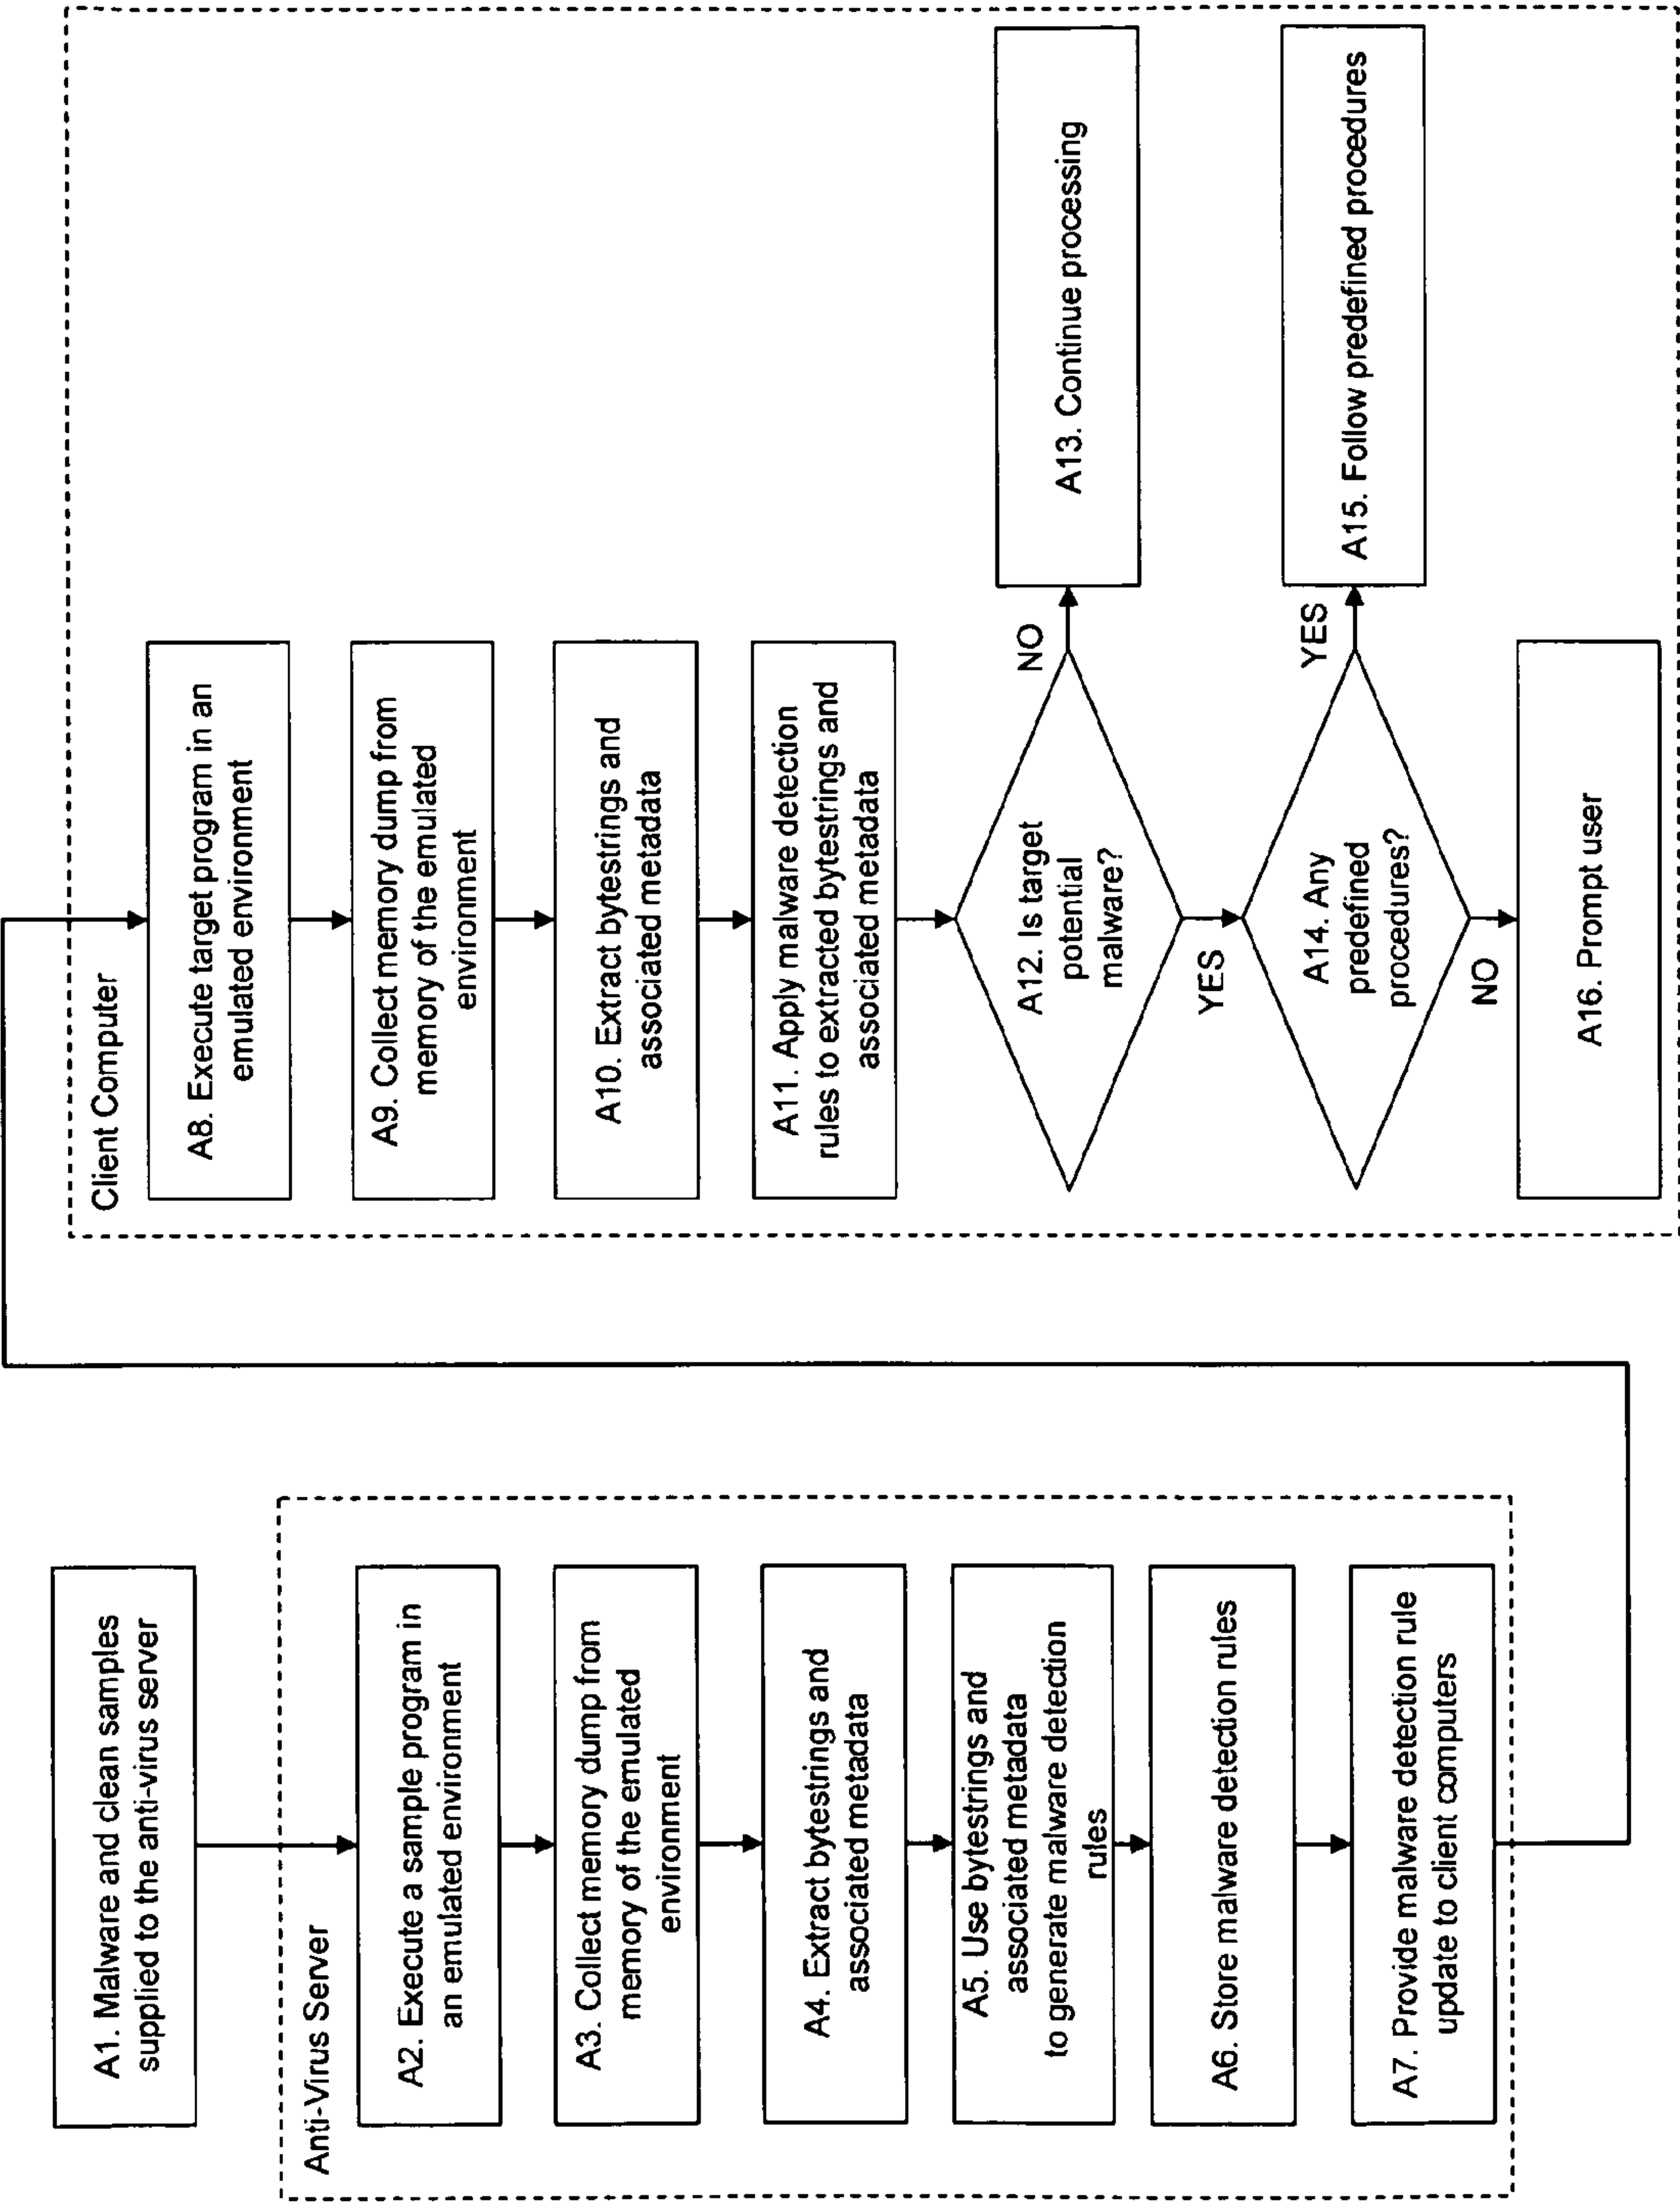 A1. Malware and clean samples
supplied to the anti-virus server
Anti-Virus Server
A2. Execute a sample program in
an emulated environment
A3. Collect memory dump from
memory of the emulated
environment
A4. Extract bytestrings and
associated metadata
A5. Use bytestrings and
associated metadata
to generate malware detection
rules
A6. Store malware detection rules
A7. Provide malware detection rule
update to client computers
Client Computer
A8. Execute target program in an
emulated environment
A9. Collect memory dump from
memory of the emulated
environment
A10. Extract bytestrings and
associated metadata
A11. Apply malware detection
rules to extracted bytestrings and
associated metadata
A12. Is target
potential
malware?
NO
A13. Continue processing
YES
A14. Any
predefined
procedures?
YES
A15. Follow predefined procedures
NO
A16. Prompt user